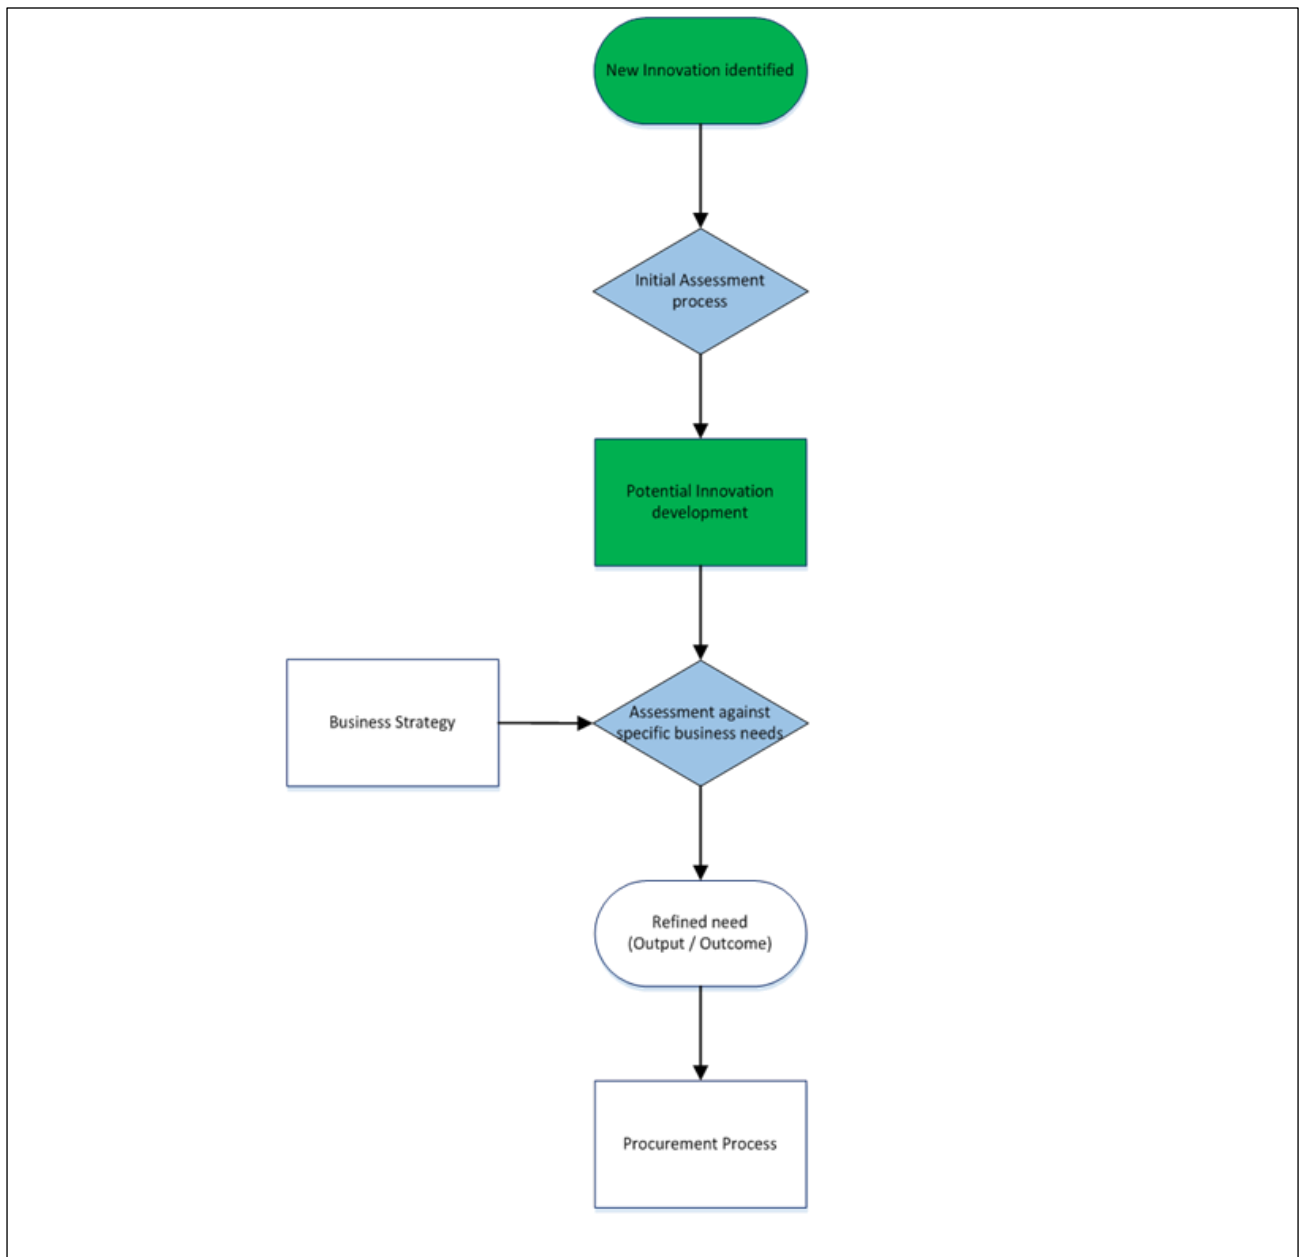 New Innovation identified
Initial Assessment
process
Potential Innovation
development
Business Strategy
Assessment against
specific business needs
Refined need
(Output / Outcome)
Procurement Process